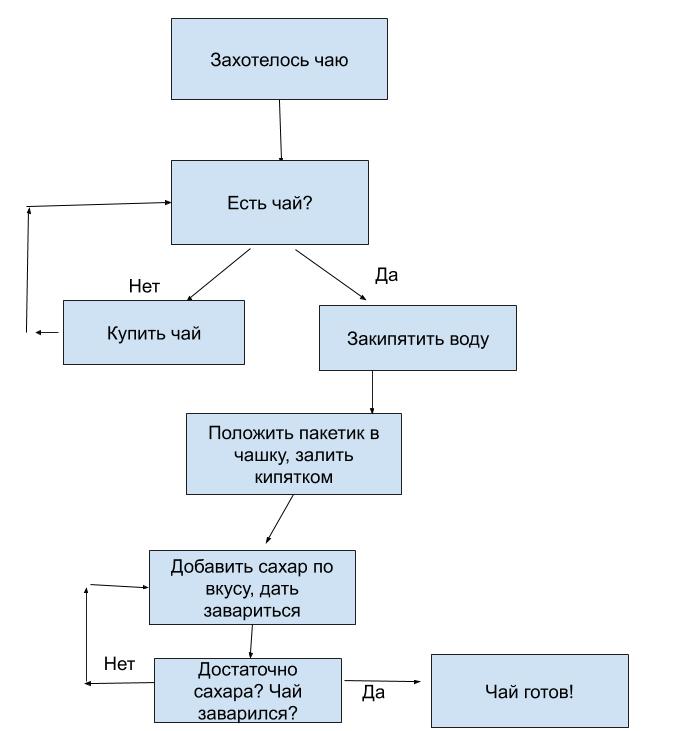 Захотелось чаю
Есть чай?
Нет
Да
Купить чай
Закипятить воду
Положить пакетик в
чашку, залить
кипятком
Добавить сахар по
вкусу, дать
завариться
Нет
Достаточно
сахара? Чай
заварился?
Да
Чай готов!